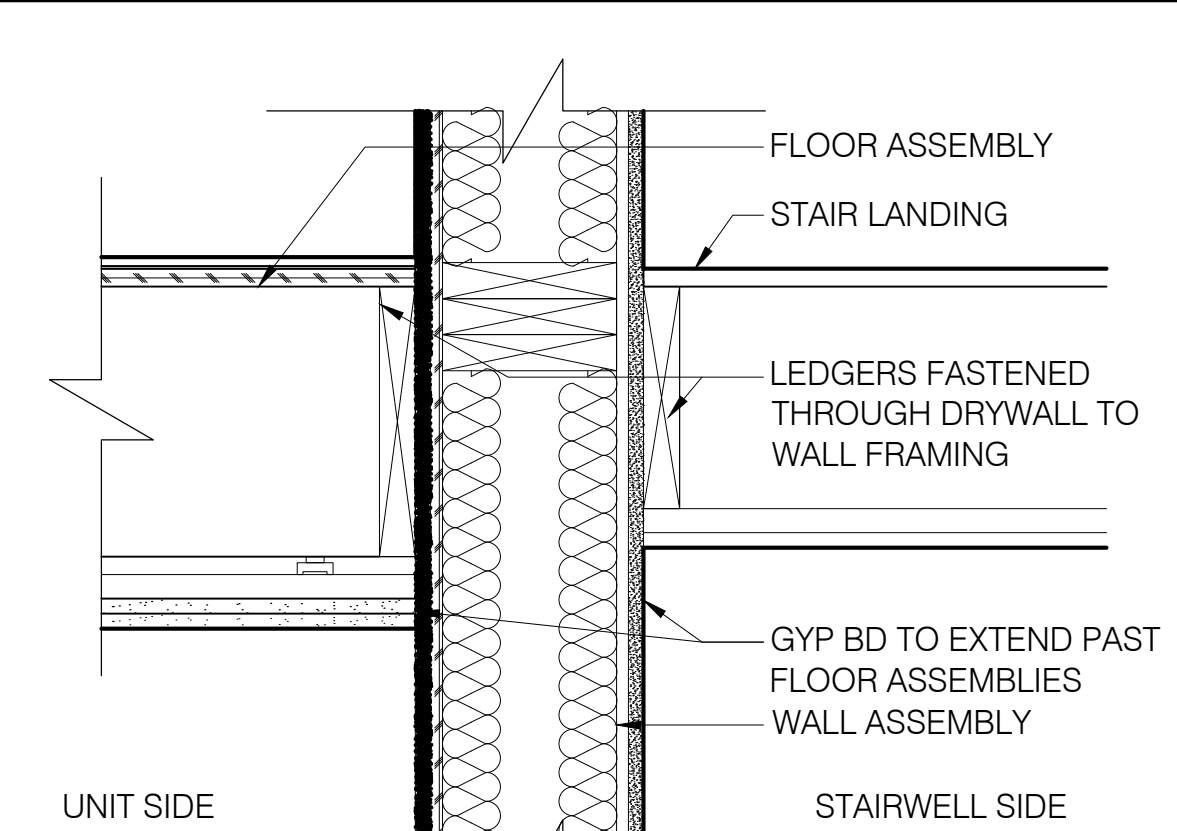 FLOOR ASSEMBLY
STAIR LANDING
LEDGERS FASTENED
THROUGH DRYWALL TO
WALL FRAMING
GYP BD TO EXTEND PAST
FLOOR ASSEMBLIES
WALL ASSEMBLY
UNIT SIDE
STAIRWELL SIDE